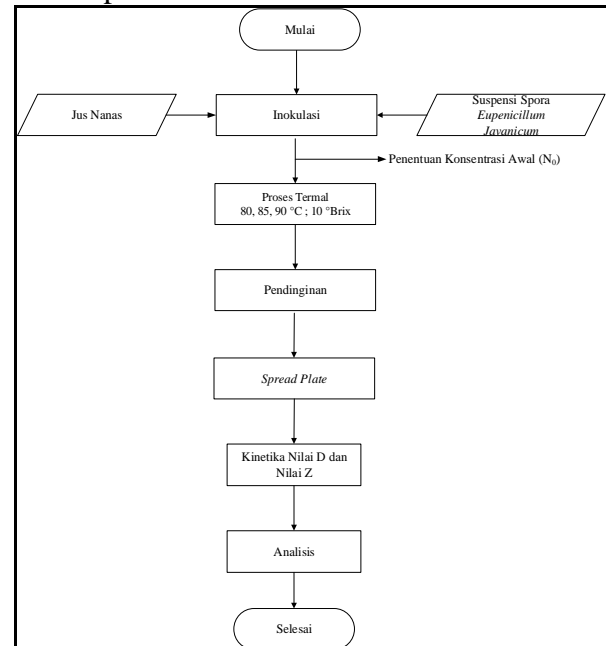 Mulai
Jus Nanas
Inokulasi
Suspensi Spora
Eupenicillum
Javanicum
Penentuan Konsentrasi Awal (N₀)
Proses Termal
80, 85, 90 °C ; 10 °Brix
Pendinginan
Spread Plate
Kinetika Nilai D dan
Nilai Z
Analisis
Selesai